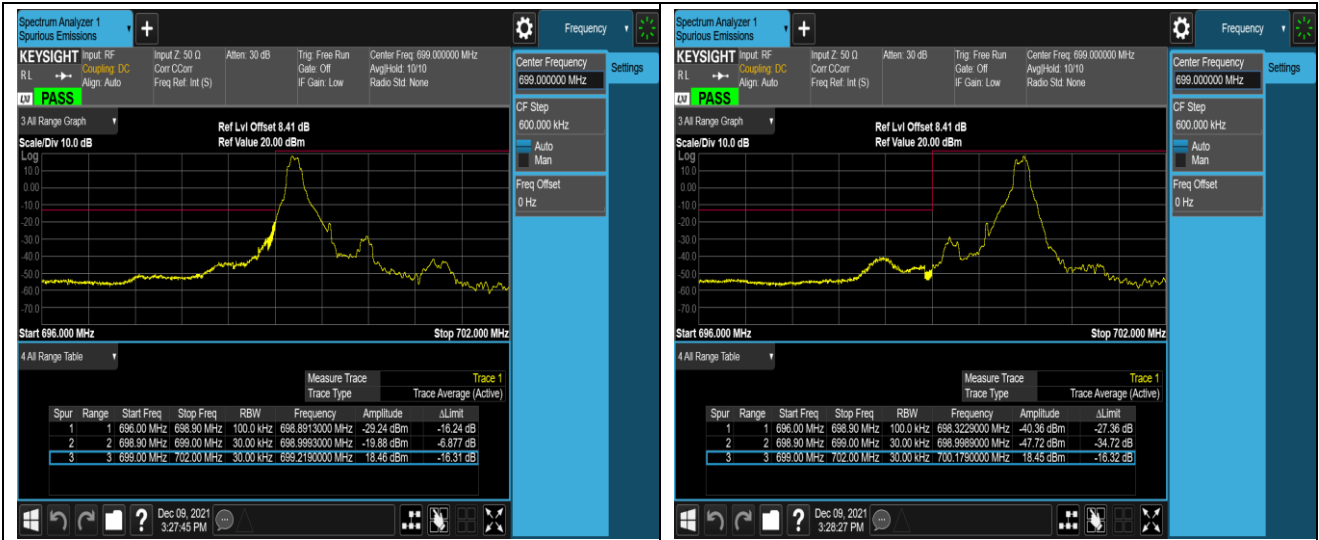 Spectrum Analyzer 1
Spurious Emissions
+
Frequency
KEYSIGHT
R L
LXI
PASS
Input: RF
Coupling: DC
Align: Auto
Input Z: 50 Ω
Corr CCorr
Freq Ref: Int (S)
Atten: 30 dB
Trig: Free Run
Gate: Off
IF Gain: Low
Center Freq: 699.000000 MHz
Avg|Hold: 10/10
Radio Std: None
Center Frequency
699.000000 MHz
Settings
CF Step
600.000 kHz
Auto
Man
Freq Offset
0 Hz
3 All Range Graph
Scale/Div 10.0 dB
Ref Lvl Offset 8.41 dB
Ref Value 20.00 dBm
Log
10.0
0.00
-10.0
-20.0
-30.0
-40.0
-50.0
-60.0
-70.0
Start 696.000 MHz
Stop 702.000 MHz
4 All Range Table
Measure Trace Trace 1
Trace Type Trace Average (Active)
Spur Range Start Freq Stop Freq RBW Frequency Amplitude ΔLimit
1 1 696.00 MHz 698.90 MHz 100.0 kHz 698.8913000 MHz -29.24 dBm -16.24 dB
2 2 698.90 MHz 699.00 MHz 30.00 kHz 698.9993000 MHz -19.88 dBm -6.877 dB
3 3 699.00 MHz 702.00 MHz 30.00 kHz 699.2190000 MHz 18.46 dBm -16.31 dB
?
Dec 09, 2021
3:27:45 PM
Spectrum Analyzer 1
Spurious Emissions
+
Frequency
KEYSIGHT
R L
LXI
PASS
Input: RF
Coupling: DC
Align: Auto
Input Z: 50 Ω
Corr CCorr
Freq Ref: Int (S)
Atten: 30 dB
Trig: Free Run
Gate: Off
IF Gain: Low
Center Freq: 699.000000 MHz
Avg|Hold: 10/10
Radio Std: None
Center Frequency
699.000000 MHz
Settings
CF Step
600.000 kHz
Auto
Man
Freq Offset
0 Hz
3 All Range Graph
Scale/Div 10.0 dB
Ref Lvl Offset 8.41 dB
Ref Value 20.00 dBm
Log
10.0
0.00
-10.0
-20.0
-30.0
-40.0
-50.0
-60.0
-70.0
Start 696.000 MHz
Stop 702.000 MHz
4 All Range Table
Measure Trace Trace 1
Trace Type Trace Average (Active)
Spur Range Start Freq Stop Freq RBW Frequency Amplitude ΔLimit
1 1 696.00 MHz 698.90 MHz 100.0 kHz 698.3229000 MHz -40.36 dBm -27.36 dB
2 2 698.90 MHz 699.00 MHz 30.00 kHz 698.9989000 MHz -47.72 dBm -34.72 dB
3 3 699.00 MHz 702.00 MHz 30.00 kHz 700.1790000 MHz 18.45 dBm -16.32 dB
?
Dec 09, 2021
3:28:27 PM